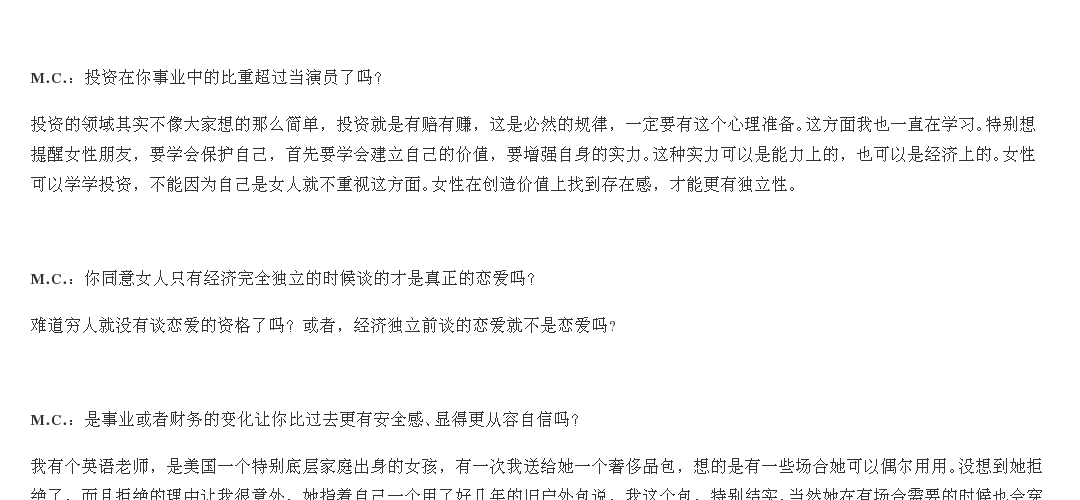 M.C.：投资在你事业中的比重超过当演员了吗？
投资的领域其实不像大家想的那么简单，投资就是有赔有赚，这是必然的规律，一定要有这个心理准备。这方面我也一直在学习。特别想
提醒女性朋友，要学会保护自己，首先要学会建立自己的价值，要增强自身的实力。这种实力可以是能力上的，也可以是经济上的。女性
可以学学投资，不能因为自己是女人就不重视这方面。女性在创造价值上找到存在感，才能更有独立性。
M.C.：你同意女人只有经济完全独立的时候谈的才是真正的恋爱吗？
难道穷人就没有谈恋爱的资格了吗？或者，经济独立前谈的恋爱就不是恋爱吗？
M.C.：是事业或者财务的变化让你比过去更有安全感、显得更从容自信吗？
我有个英语老师，是美国一个特别底层家庭出身的女孩，有一次我送给她一个奢侈品包，想的是有一些场合她可以偶尔用用。没想到她拒
绝了，而且拒绝的理由让我很意外，她指着自己一个用了好几年的旧户外包说，我这个包，特别结实。当然她在有场合需要的时候也会穿